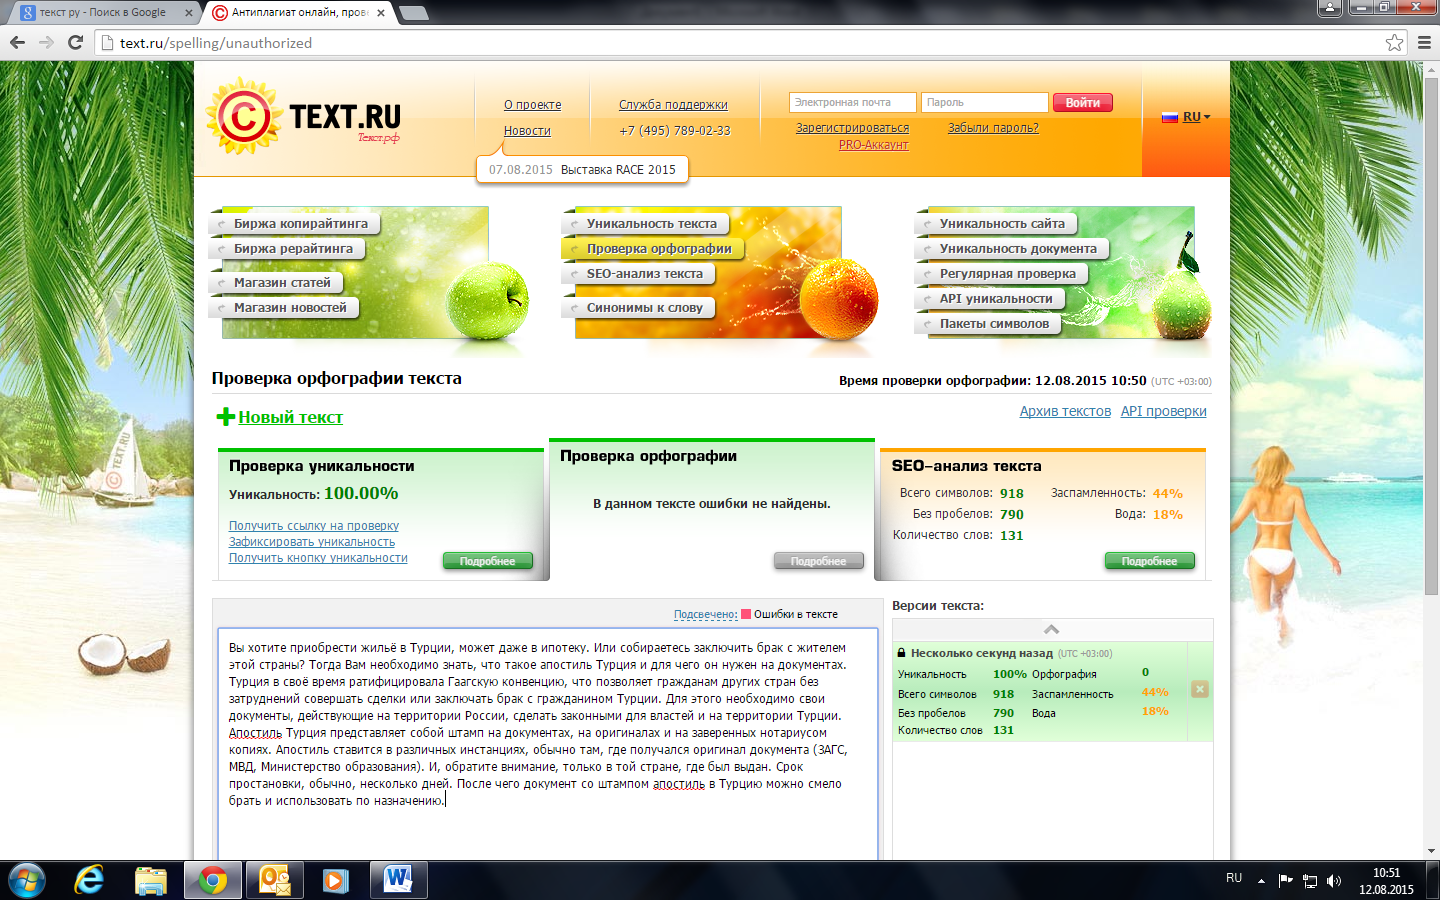 текст ру - Поиск в Google
Антиплагиат онлайн, пров
text.ru/spelling/unauthorized
TEXT.RU
Текст.рф
О проекте
Новости
Служба поддержки
+7 (495) 789-02-33
Электронная почта
Пароль
Войти
Зарегистрироваться
Забыли пароль?
PRO-Аккаунт
RU
07.08.2015 Выставка RACE 2015
Биржа копирайтинга
Биржа рерайтинга
Магазин статей
Магазин новостей
Уникальность текста
Проверка орфографии
SEO-анализ текста
Синонимы к слову
Уникальность сайта
Уникальность документа
Регулярная проверка
API уникальности
Пакеты символов
Проверка орфографии текста
Время проверки орфографии: 12.08.2015 10:50 (UTC +03:00)
Новый текст
Архив текстов API проверки
Проверка уникальности
Уникальность: 100.00%
Получить ссылку на проверку
Зафиксировать уникальность
Получить кнопку уникальности
Подробнее
Проверка орфографии
В данном тексте ошибки не найдены.
Подробнее
SEO-анализ текста
Всего символов: 918 Заспамленность: 44%
Без пробелов: 790 Вода: 18%
Количество слов: 131
Подробнее
TEXT.RU
Подсвечено: Ошибки в тексте
Вы хотите приобрести жильё в Турции, может даже в ипотеку. Или собираетесь заключить брак с жителем
этой страны? Тогда Вам необходимо знать, что такое апостиль Турция и для чего он нужен на документах.
Турция в своё время ратифицировала Гаагскую конвенцию, что позволяет гражданам других стран без
затруднений совершать сделки или заключать брак с гражданином Турции. Для этого необходимо свои
документы, действующие на территории России, сделать законными для властей и на территории Турции.
Апостиль Турция представляет собой штамп на документах, на оригиналах и на заверенных нотариусом
копиях. Апостиль ставится в различных инстанциях, обычно там, где получался оригинал документа (ЗАГС,
МВД, Министерство образования). И, обратите внимание, только в той стране, где был выдан. Срок
простановки, обычно, несколько дней. После чего документ со штампом апостиль в Турцию можно смело
брать и использовать по назначению.
Версии текста:
Несколько секунд назад (UTC +03:00)
Уникальность 100% Орфография 0
Всего символов 918 Заспамленность 44%
Без пробелов 790 Вода 18%
Количество слов 131
RU
10:51
12.08.2015